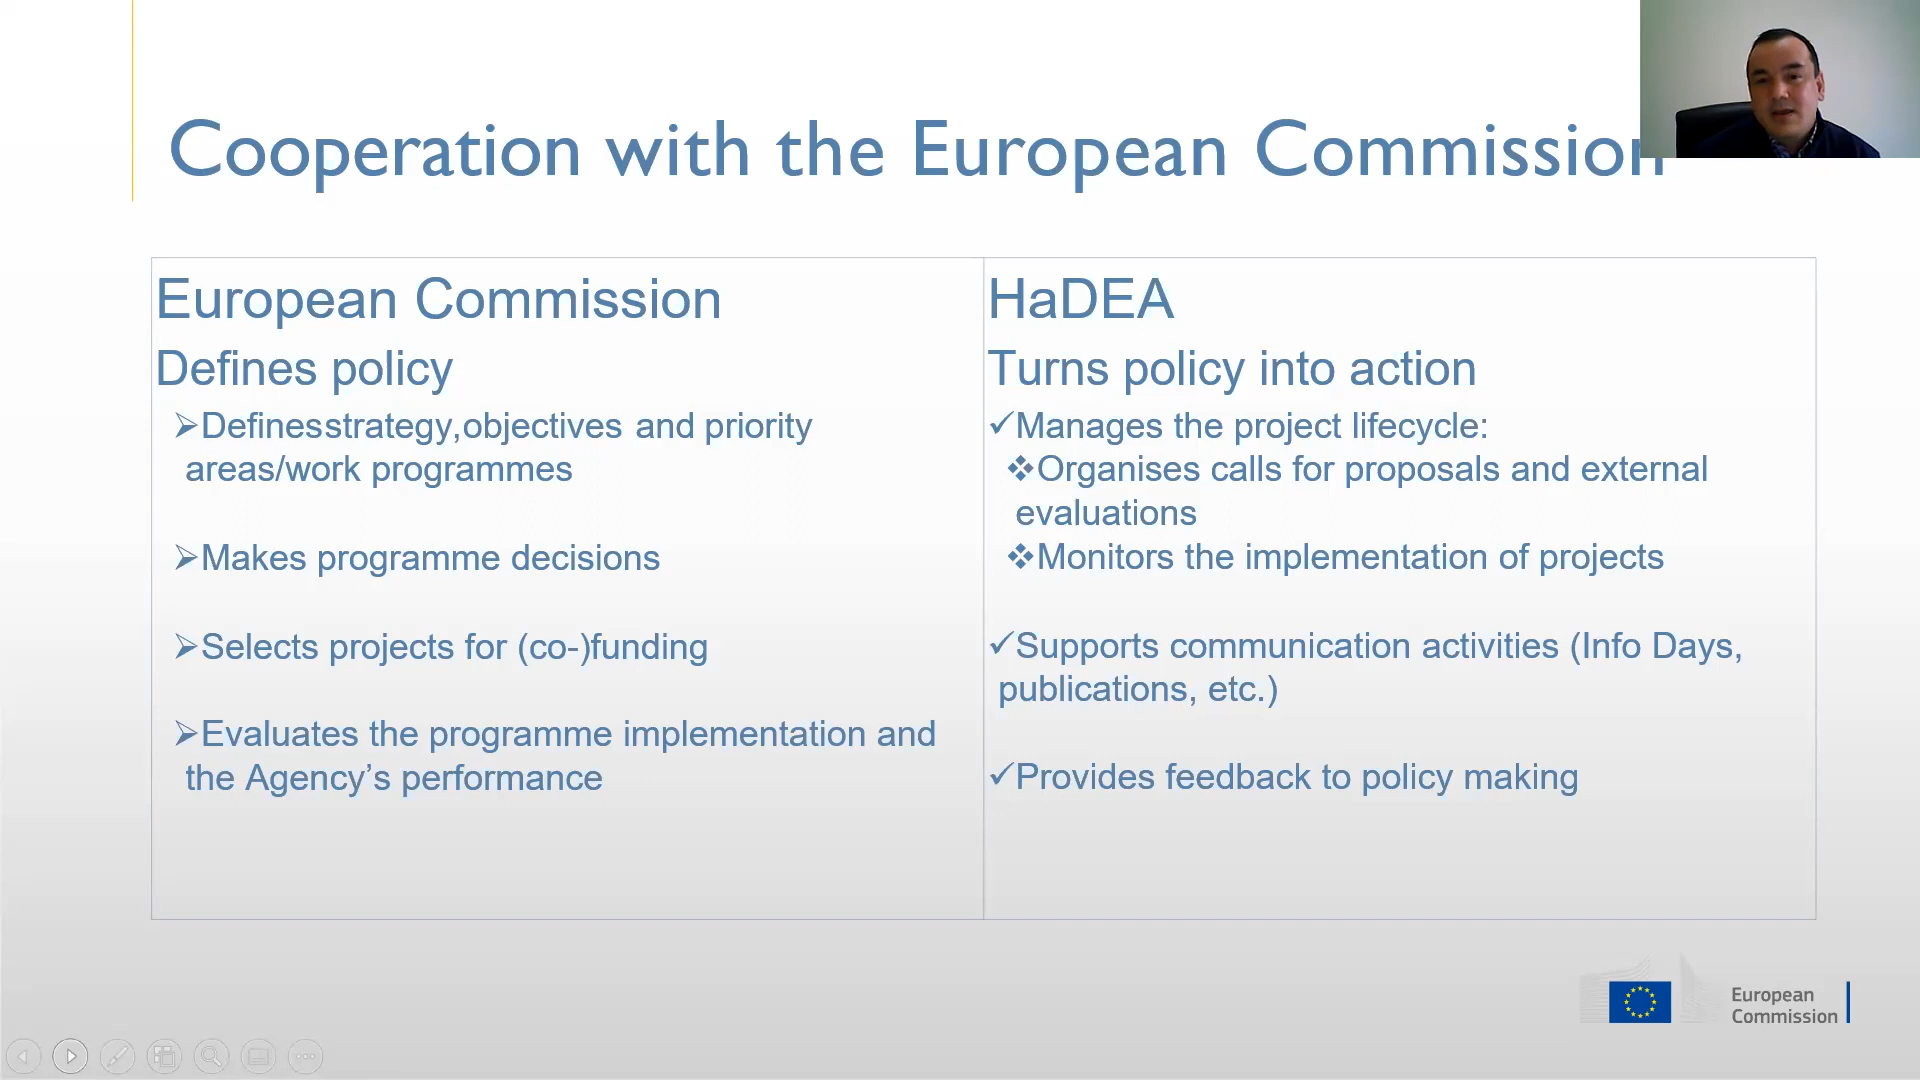 Cooperation with the European Commission
European Commission
Defines policy
➢Definesstrategy,objectives and priority
areas/work programmes
➢Makes programme decisions
➢Selects projects for (co-)funding
➢Evaluates the programme implementation and
the Agency’s performance
HaDEA
Turns policy into action
✓Manages the project lifecycle:
❖Organises calls for proposals and external
evaluations
❖Monitors the implementation of projects
✓Supports communication activities (Info Days,
publications, etc.)
✓Provides feedback to policy making
European
Commission